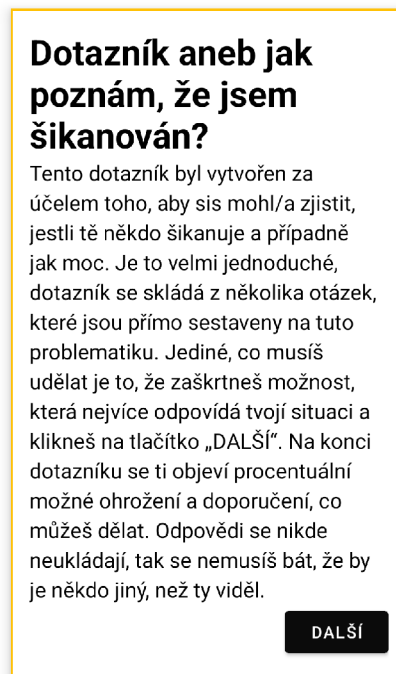 Dotazník aneb jak
poznám, že jsem
šikanován?
Tento dotazník byl vytvořen za
účelem toho, aby sis mohl/a zjistit,
jestli tě někdo šikanuje a případně
jak moc. Je to velmi jednoduché,
dotazník se skládá z několika otázek,
které jsou přímo sestaveny na tuto
problematiku. Jediné, co musíš
udělat je to, že zaškrtneš možnost,
která nejvíce odpovídá tvojí situaci a
klikneš na tlačítko „DALŠÍ“. Na konci
dotazníku se ti objeví procentuální
možné ohrožení a doporučení, co
můžeš dělat. Odpovědi se nikde
neukládají, tak se nemusíš bát, že by
je někdo jiný, než ty viděl.
DALŠÍ